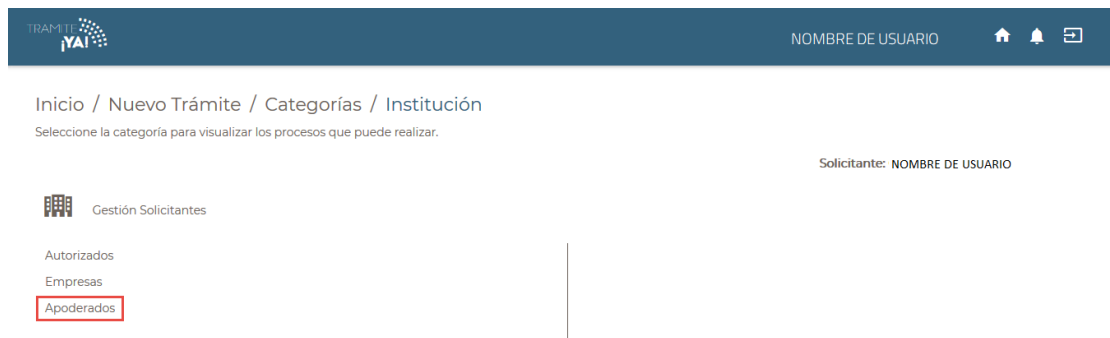 TRAMITE
¡YA!
NOMBRE DE USUARIO
Inicio / Nuevo Trámite / Categorías / Institución
Seleccione la categoría para visualizar los procesos que puede realizar.
Solicitante: NOMBRE DE USUARIO
Gestión Solicitantes
Autorizados
Empresas
Apoderados